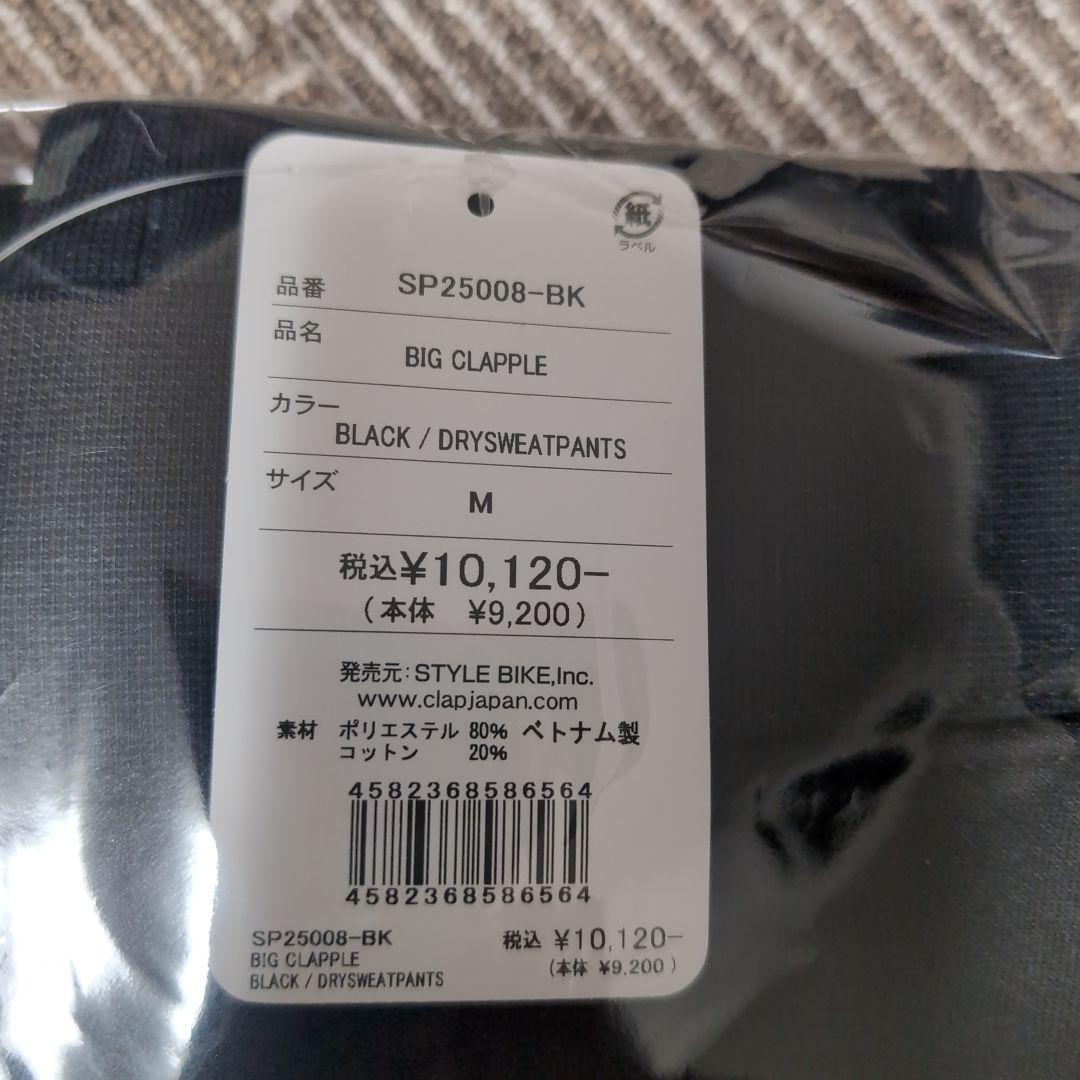 紙
ラベル
品番 SP25008-BK
品名
BIG CLAPPLE
カラー
BLACK / DRYSWEATPANTS
サイズ
M
税込¥10,120-
(本体 ¥9,200)
発売元:STYLE BIKE,Inc.
www.clapjapan.com
素材 ポリエステル 80% ベトナム製
コットン 20%
4582368586564
4582368586564
SP25008-BK 税込 ¥10,120-
BIG CLAPPLE (本体 ¥9,200)
BLACK / DRYSWEATPANTS